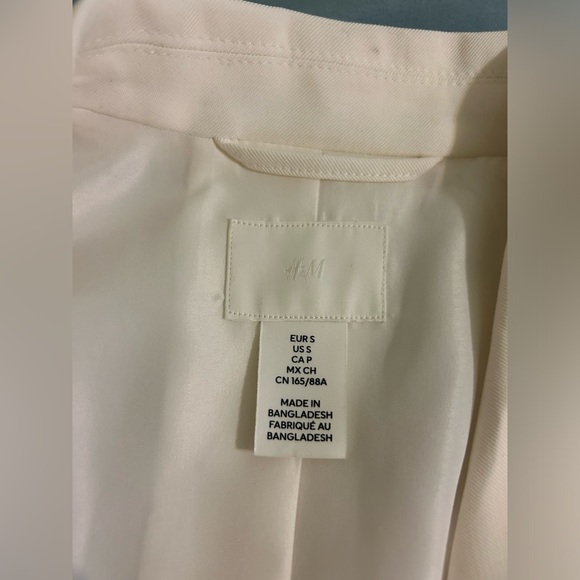 H&M
EUR S
US S
CA P
MX CH
CN 165/88A
MADE IN
BANGLADESH
FABRIQUÉ AU
BANGLADESH